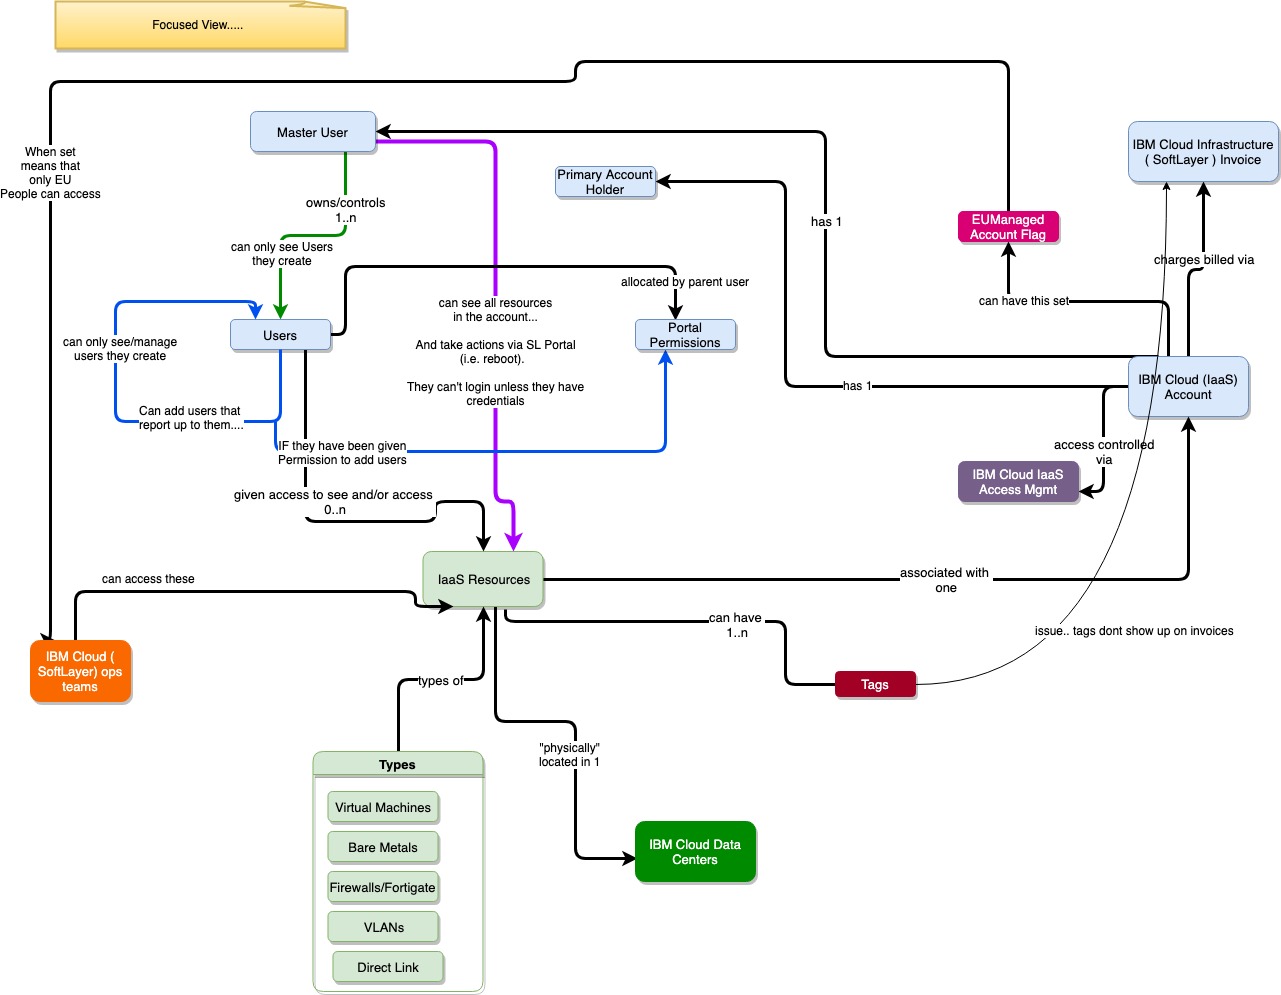 Focused View.....
Master User
IBM Cloud Infrastructure
( SoftLayer ) Invoice
When set
means that
only EU
People can access
Primary Account
Holder
owns/controls
1..n
has 1
EUManaged
Account Flag
can only see Users
they create
charges billed via
allocated by parent user
can see all resources
in the account...
And take actions via SL Portal
(i.e. reboot).
They can't login unless they have
credentials
can have this set
Users
Portal
Permissions
can only see/manage
users they create
has 1
IBM Cloud (IaaS)
Account
Can add users that
report up to them....
IF they have been given
Permission to add users
access controlled
via
IBM Cloud IaaS
Access Mgmt
given access to see and/or access
0..n
IaaS Resources
can access these
associated with
one
can have
1..n
issue.. tags dont show up on invoices
IBM Cloud (
SoftLayer) ops
teams
types of
Tags
"physically"
located in 1
Types
Virtual Machines
Bare Metals
Firewalls/Fortigate
VLANs
Direct Link
IBM Cloud Data
Centers